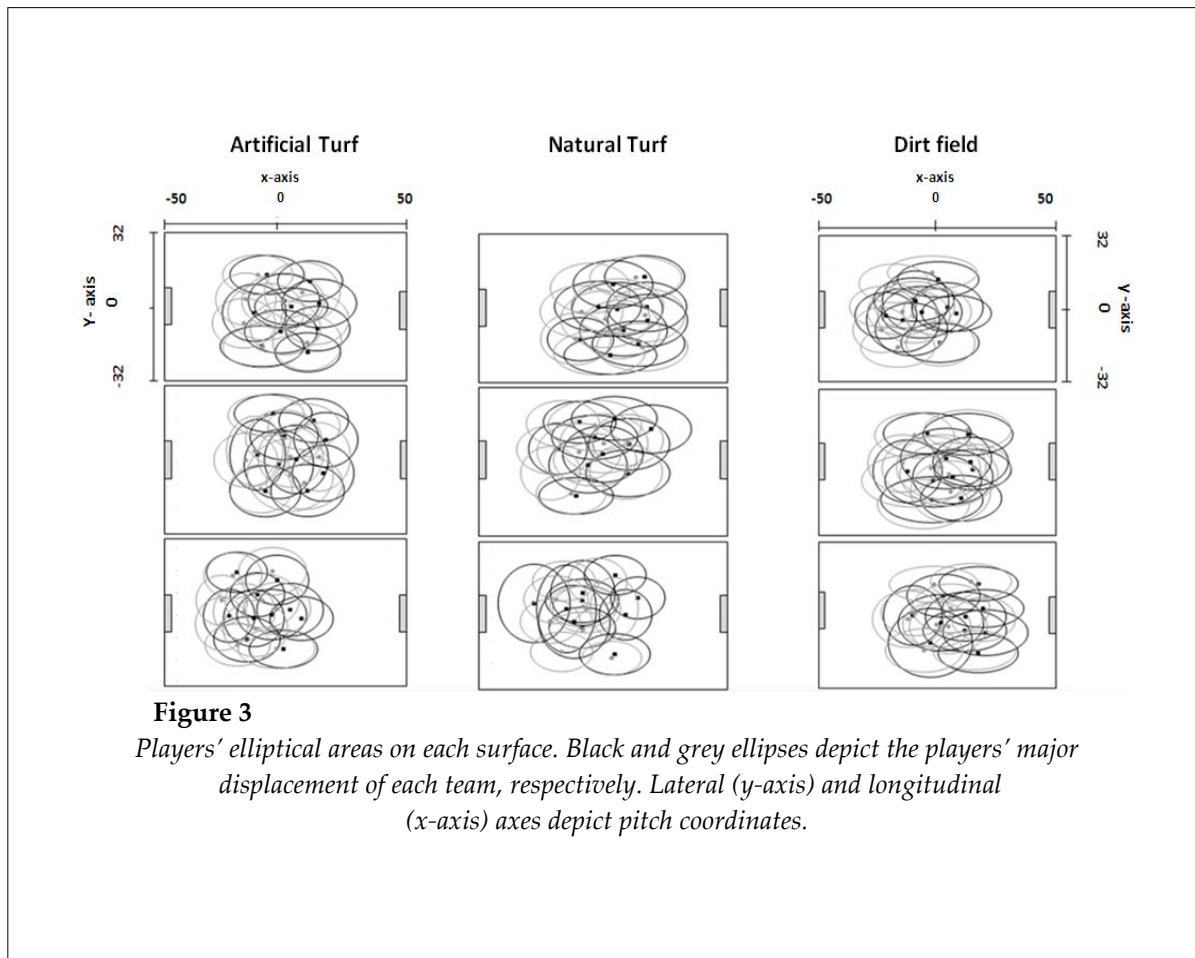 Artificial Turf
Natural Turf
Dirt field
x-axis
x-axis
-50 0 50
-50 0 50
32
0
-32
Y- axis
32
0
-32
Y-axis
Figure 3
Players’ elliptical areas on each surface. Black and grey ellipses depict the players’ major
displacement of each team, respectively. Lateral (y-axis) and longitudinal
(x-axis) axes depict pitch coordinates.